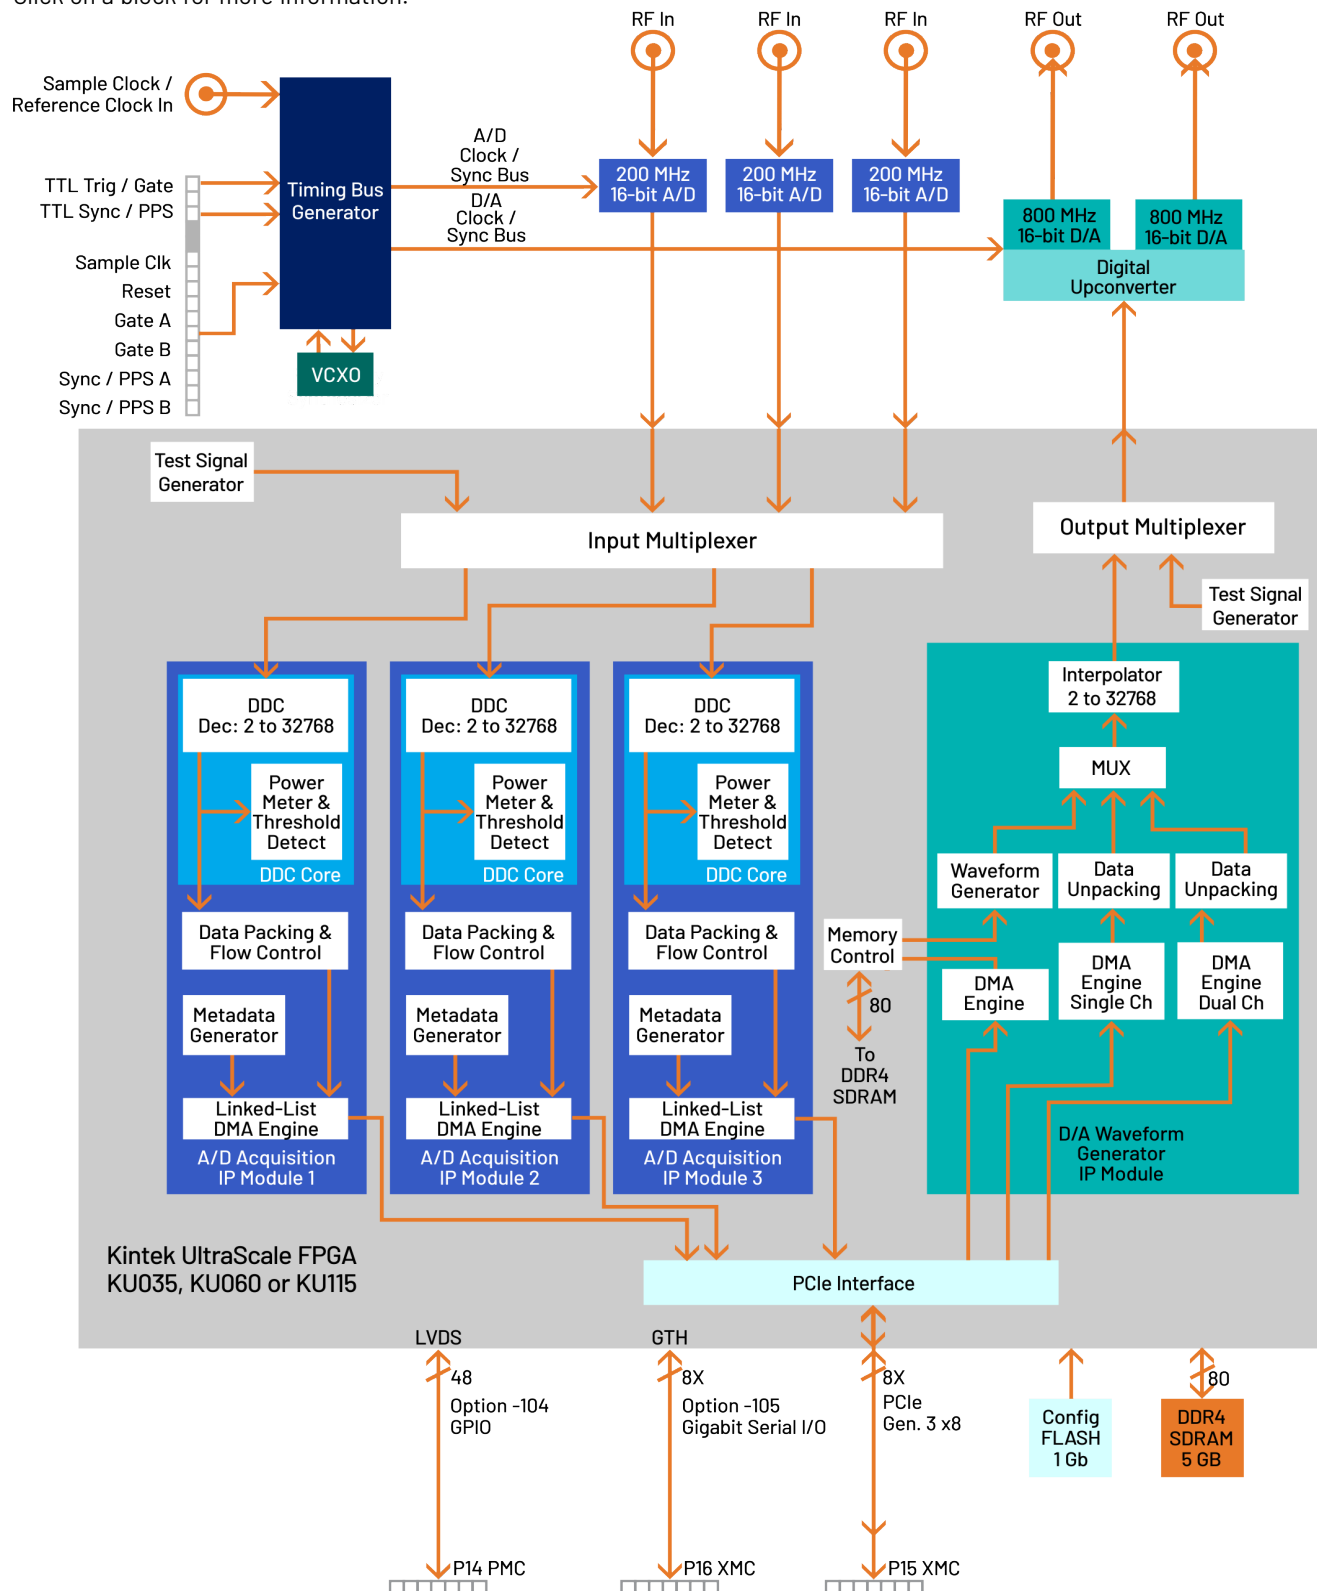 Click on a block for more information.
RF In
RF In
RF In
RF Out
RF Out
Sample Clock /
Reference Clock In
TTL Trig / Gate
TTL Sync / PPS
Sample Clk
Reset
Gate A
Gate B
Sync / PPS A
Sync / PPS B
Timing Bus
Generator
VCXO
A/D
Clock /
Sync Bus
D/A
Clock /
Sync Bus
200 MHz
16-bit A/D
200 MHz
16-bit A/D
200 MHz
16-bit A/D
800 MHz
16-bit D/A
800 MHz
16-bit D/A
Digital
Upconverter
Test Signal
Generator
Input Multiplexer
Output Multiplexer
Test Signal
Generator
DDC
Dec: 2 to 32768
Power
Meter &
Threshold
Detect
DDC Core
Data Packing &
Flow Control
Metadata
Generator
Linked-List
DMA Engine
A/D Acquisition
IP Module 1
DDC
Dec: 2 to 32768
Power
Meter &
Threshold
Detect
DDC Core
Data Packing &
Flow Control
Metadata
Generator
Linked-List
DMA Engine
A/D Acquisition
IP Module 2
DDC
Dec: 2 to 32768
Power
Meter &
Threshold
Detect
DDC Core
Data Packing &
Flow Control
Metadata
Generator
Linked-List
DMA Engine
A/D Acquisition
IP Module 3
Memory
Control
80
To
DDR4
SDRAM
Interpolator
2 to 32768
MUX
Waveform
Generator
Data
Unpacking
Data
Unpacking
DMA
Engine
DMA
Engine
Single Ch
DMA
Engine
Dual Ch
D/A Waveform
Generator
IP Module
Kintek UltraScale FPGA
KU035, KU060 or KU115
PCIe Interface
LVDS
GTH
48
Option -104
GPIO
8X
Option -105
Gigabit Serial I/O
8X
PCIe
Gen. 3 x8
Config
FLASH
1 Gb
80
DDR4
SDRAM
5 GB
P14 PMC
P16 XMC
P15 XMC